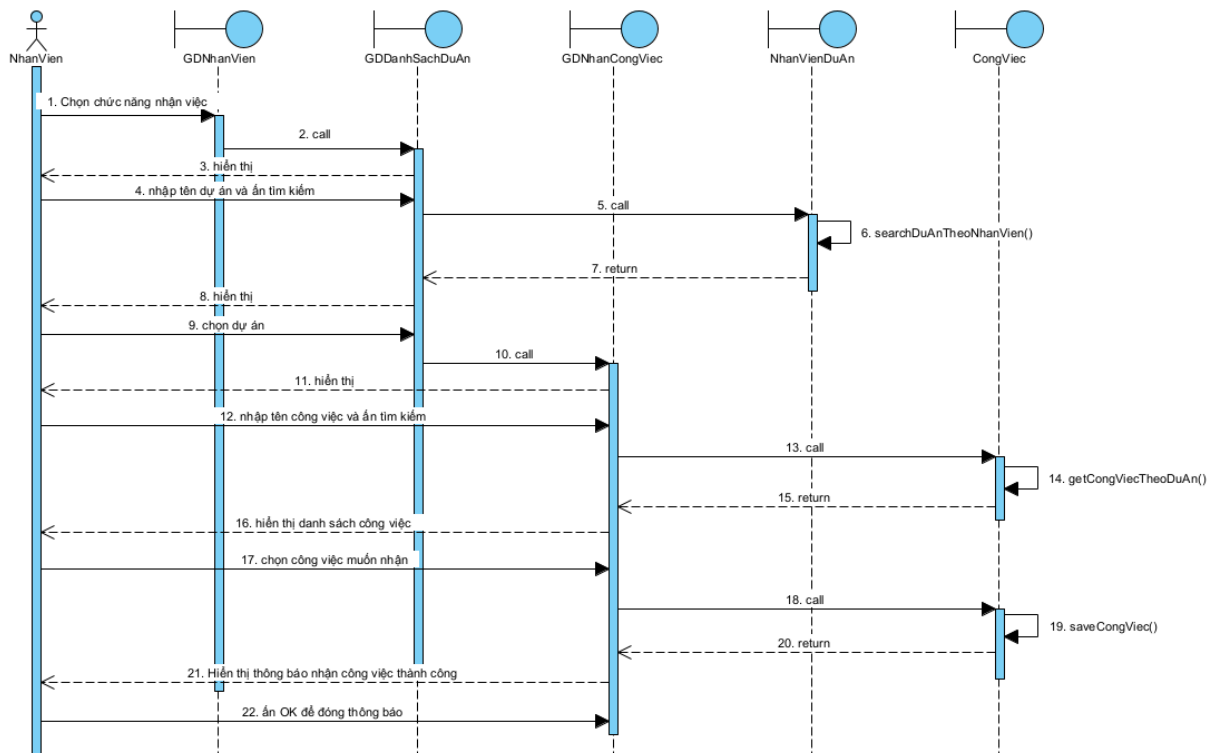 NhanVien
GDNhanVien
GDDanhSachDuAn
GDNhanCongViec
NhanVienDuAn
CongViec
1. Chọn chức năng nhận việc
2. call
3. hiển thị
4. nhập tên dự án và ấn tìm kiếm
5. call
6. searchDuAnTheoNhanVien()
7. return
8. hiển thị
9. chọn dự án
10. call
11. hiển thị
12. nhập tên công việc và ấn tìm kiếm
13. call
14. getCongViecTheoDuAn()
15. return
16. hiển thị danh sách công việc
17. chọn công việc muốn nhận
18. call
19. saveCongViec()
20. return
21. Hiển thị thông báo nhận công việc thành công
22. ấn OK để đóng thông báo